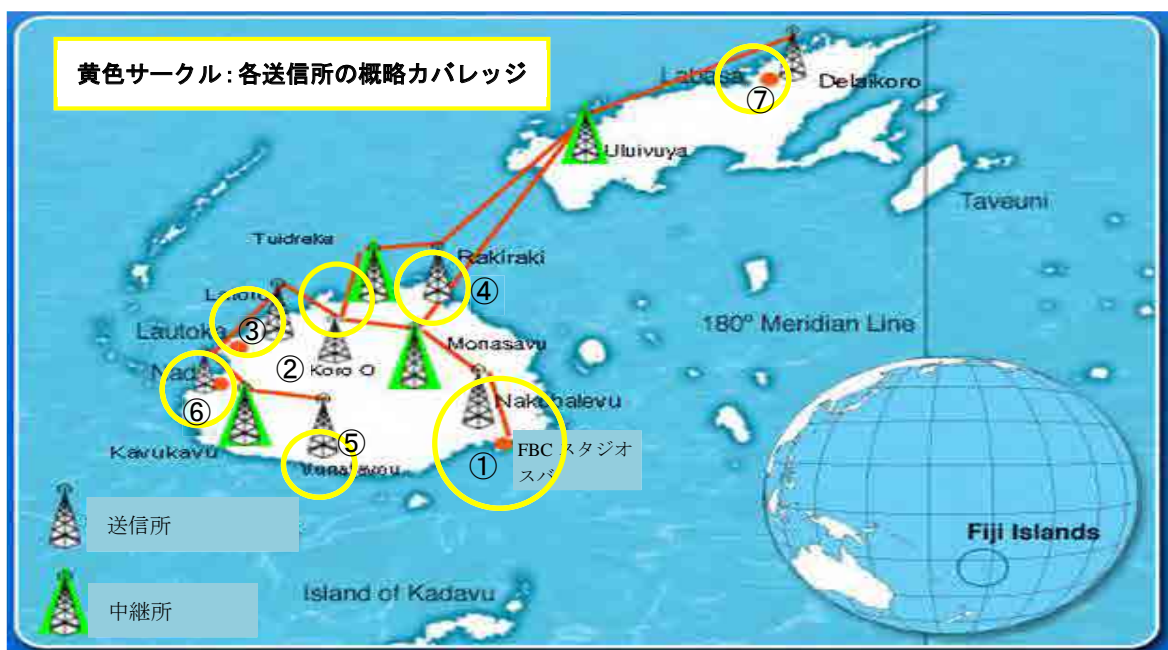 黄色サークル：各送信所の概略カバレッジ
Labasa
⑦
Delaikoro
Uluivuya
Taveuni
Tuidreka
Rakiraki
④
180° Meridian Line
Lautoka
③
Monasavu
②
Koro O
⑥
⑤
①
FBC スタジオ
スバ
Kavukavu
送信所
Fiji Islands
中継所
Island of Kadavu